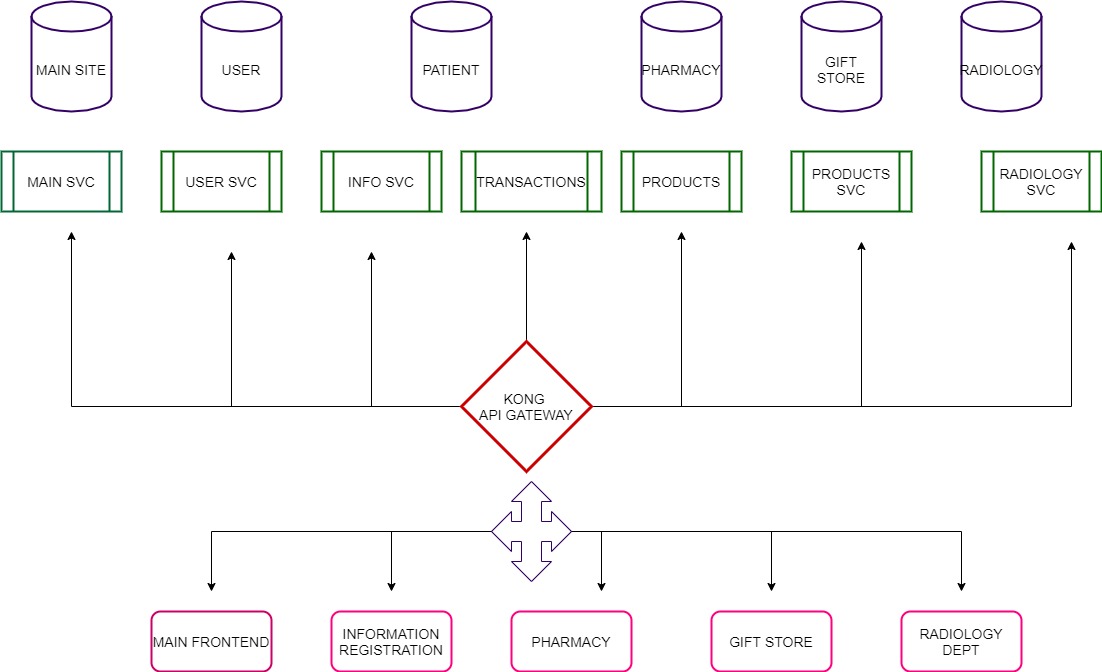 MAIN SITE
USER
PATIENT
PHARMACY
GIFT
STORE
RADIOLOGY
MAIN SVC
USER SVC
INFO SVC
TRANSACTIONS
PRODUCTS
PRODUCTS
SVC
RADIOLOGY
SVC
KONG
API GATEWAY
MAIN FRONTEND
INFORMATION
REGISTRATION
PHARMACY
GIFT STORE
RADIOLOGY
DEPT